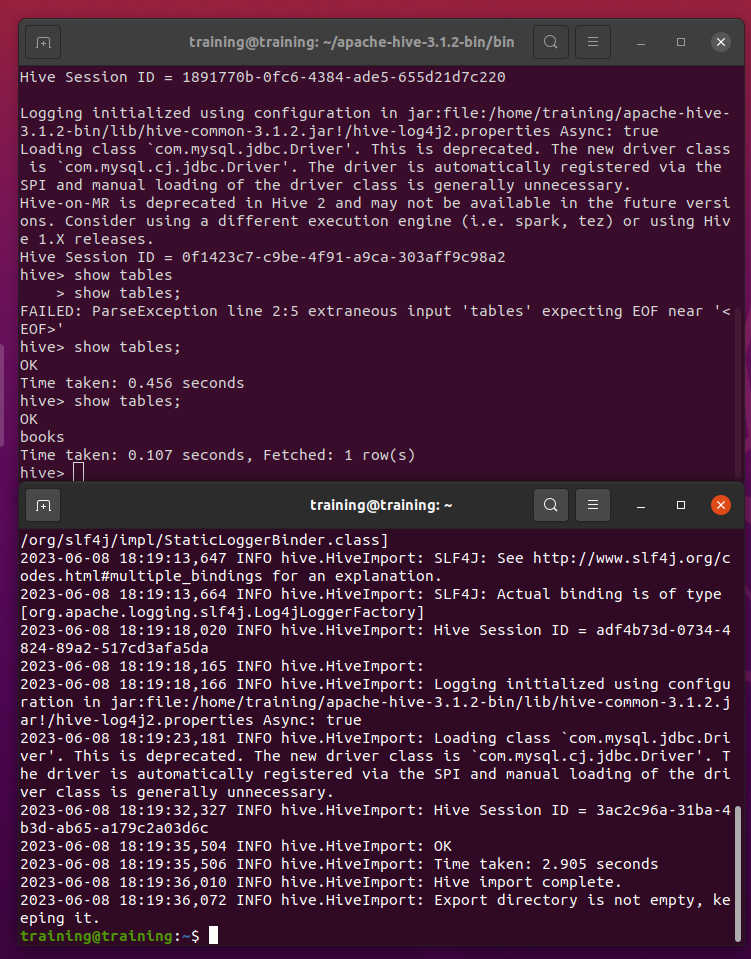 training@training: ~/apache-hive-3.1.2-bin/bin
Hive Session ID = 1891770b-0fc6-4384-ade5-655d21d7c220
Logging initialized using configuration in jar:file:/home/training/apache-hive-
3.1.2-bin/lib/hive-common-3.1.2.jar!/hive-log4j2.properties Async: true
Loading class `com.mysql.jdbc.Driver'. This is deprecated. The new driver class
 is `com.mysql.cj.jdbc.Driver'. The driver is automatically registered via the
SPI and manual loading of the driver class is generally unnecessary.
Hive-on-MR is deprecated in Hive 2 and may not be available in the future versi
ons. Consider using a different execution engine (i.e. spark, tez) or using Hiv
e 1.X releases.
Hive Session ID = 0f1423c7-c9be-4f91-a9ca-303aff9c98a2
hive> show tables
    > show tables;
FAILED: ParseException line 2:5 extraneous input 'tables' expecting EOF near '<
EOF>'
hive> show tables;
OK
Time taken: 0.456 seconds
hive> show tables;
OK
books
Time taken: 0.107 seconds, Fetched: 1 row(s)
hive>
training@training: ~
/org/slf4j/impl/StaticLoggerBinder.class]
2023-06-08 18:19:13,647 INFO hive.HiveImport: SLF4J: See http://www.slf4j.org/c
odes.html#multiple_bindings for an explanation.
2023-06-08 18:19:13,664 INFO hive.HiveImport: SLF4J: Actual binding is of type
[org.apache.logging.slf4j.Log4jLoggerFactory]
2023-06-08 18:19:18,020 INFO hive.HiveImport: Hive Session ID = adf4b73d-0734-4
824-89a2-517cd3afa5da
2023-06-08 18:19:18,165 INFO hive.HiveImport:
2023-06-08 18:19:18,166 INFO hive.HiveImport: Logging initialized using configu
ration in jar:file:/home/training/apache-hive-3.1.2-bin/lib/hive-common-3.1.2.j
ar!/hive-log4j2.properties Async: true
2023-06-08 18:19:23,181 INFO hive.HiveImport: Loading class `com.mysql.jdbc.Dri
ver'. This is deprecated. The new driver class is `com.mysql.cj.jdbc.Driver'. T
he driver is automatically registered via the SPI and manual loading of the dri
ver class is generally unnecessary.
2023-06-08 18:19:32,327 INFO hive.HiveImport: Hive Session ID = 3ac2c96a-31ba-4
b3d-ab65-a179c2a03d6c
2023-06-08 18:19:35,504 INFO hive.HiveImport: OK
2023-06-08 18:19:35,506 INFO hive.HiveImport: Time taken: 2.905 seconds
2023-06-08 18:19:36,010 INFO hive.HiveImport: Hive import complete.
2023-06-08 18:19:36,072 INFO hive.HiveImport: Export directory is not empty, ke
eping it.
training@training:~$